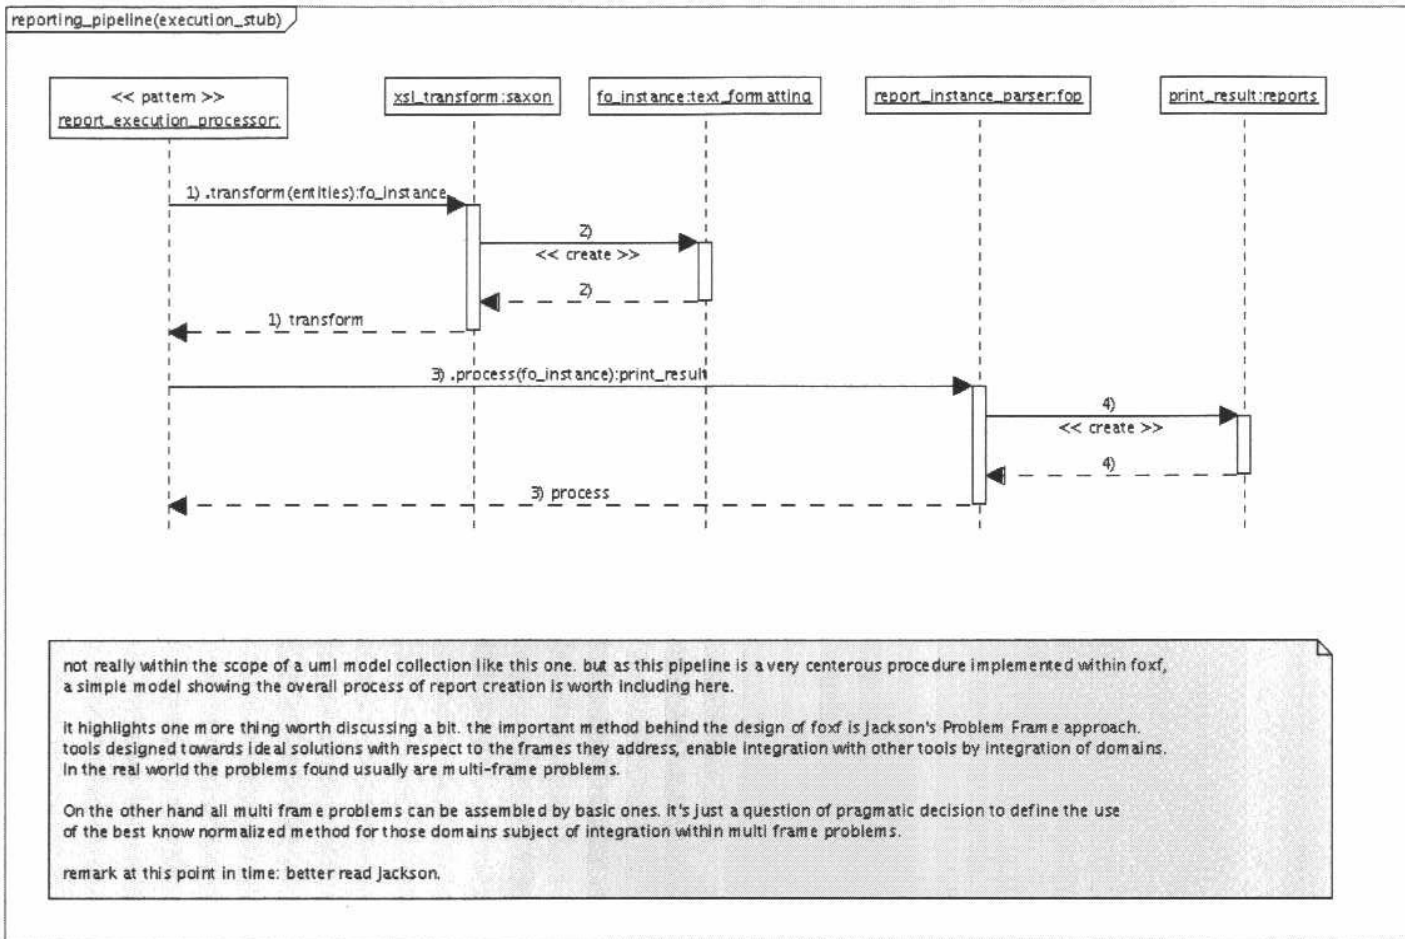 reporting_pipeline(execution_stub)
<< pattern >>
report_execution_processor:
xsl_transform:saxon
fo_instance:text_formatting
report_instance_parser:fop
print_result:reports
1) .transform(entities):fo_instance
2)
<< create >>
2)
1) transform
3) .process(fo_instance):print_result
4)
<< create >>
4)
3) process
not really within the scope of a uml model collection like this one. but as this pipeline is a very centerous procedure implemented within foxf,
a simple model showing the overall process of report creation is worth including here.
it highlights one more thing worth discussing a bit. the important method behind the design of foxf is Jackson's Problem Frame approach.
tools designed towards ideal solutions with respect to the frames they address, enable integration with other tools by integration of domains.
in the real world the problems found usually are multi-frame problems.
On the other hand all multi frame problems can be assembled by basic ones. it's just a question of pragmatic decision to define the use
of the best know normalized method for those domains subject of integration within multi frame problems.
remark at this point in time: better read Jackson.